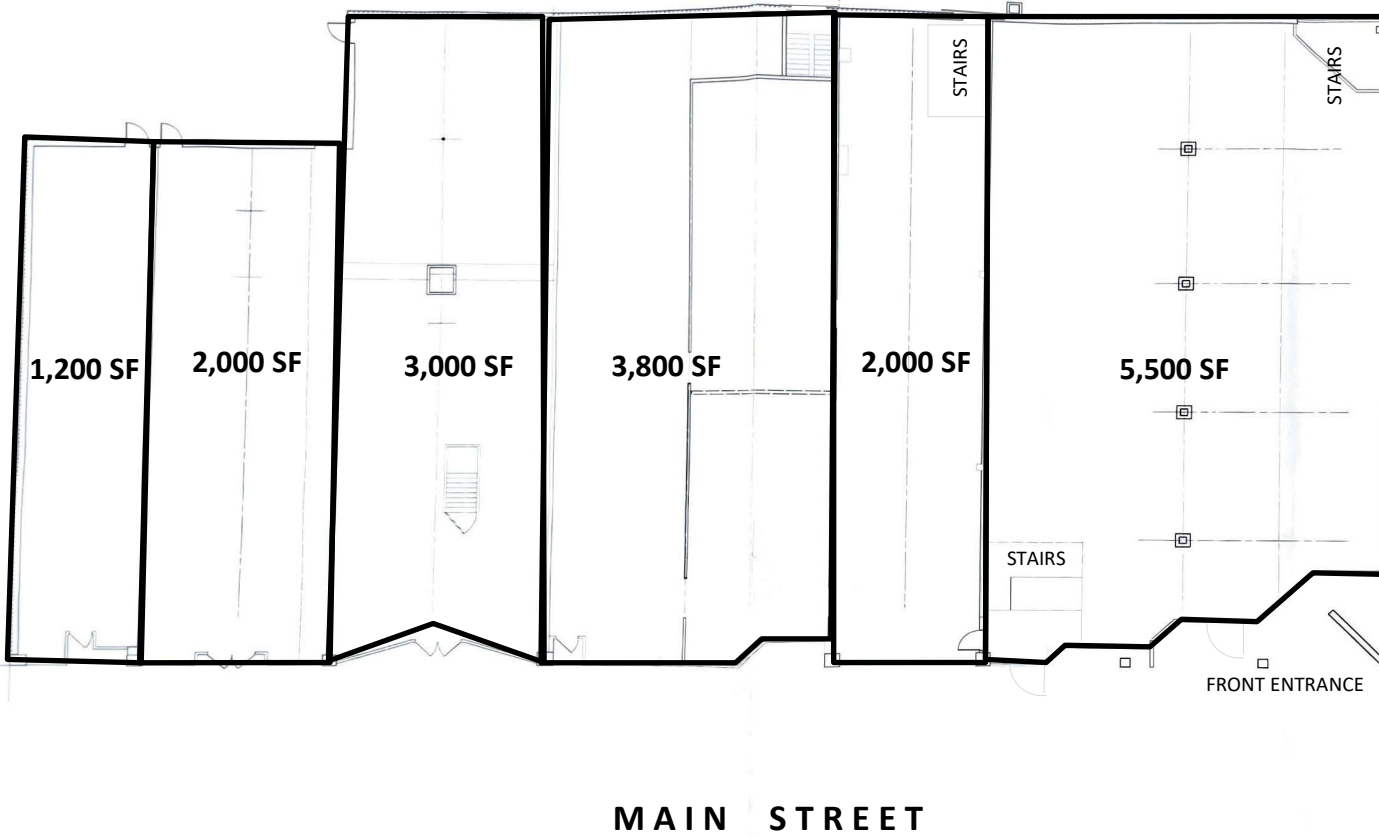 STAIRS
STAIRS
1,200 SF
2,000 SF
3,000 SF
3,800 SF
2,000 SF
5,500 SF
STAIRS
FRONT ENTRANCE
MAIN STREET